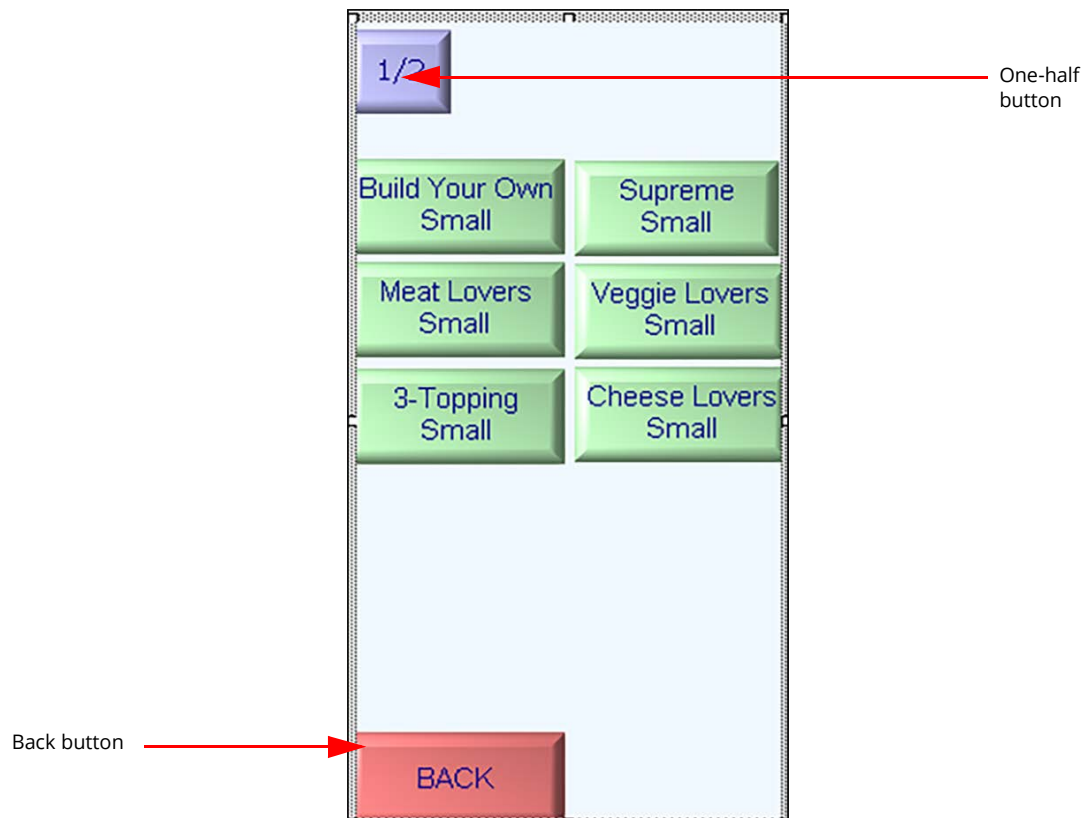 1/2
One-half
button
Build Your Own
Small
Supreme
Small
Meat Lovers
Small
Veggie Lovers
Small
3-Topping
Small
Cheese Lovers
Small
Back button
BACK